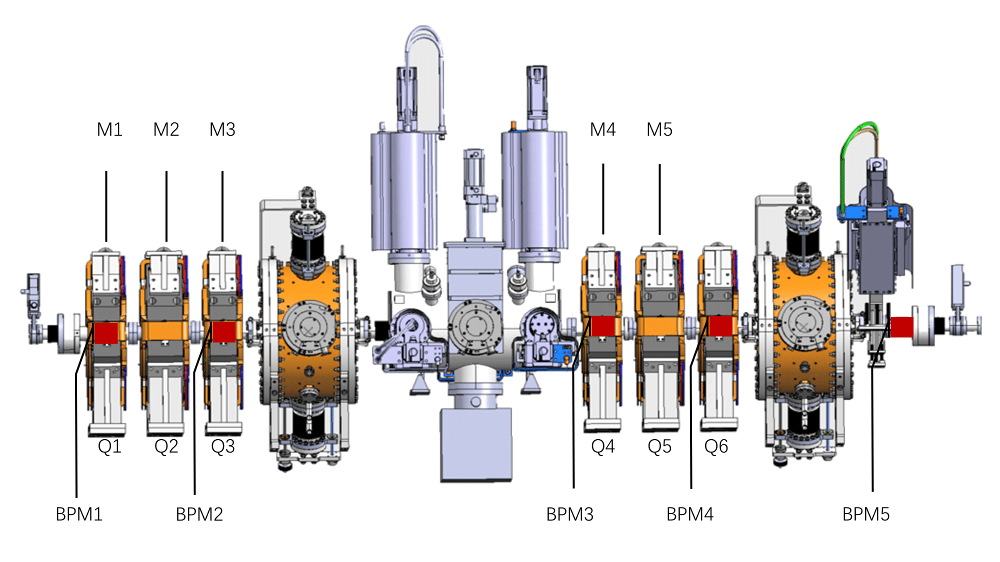 M1 M2 M3 M4 M5
Q1 Q2 Q3 Q4 Q5 Q6
BPM1 BPM2 BPM3 BPM4 BPM5